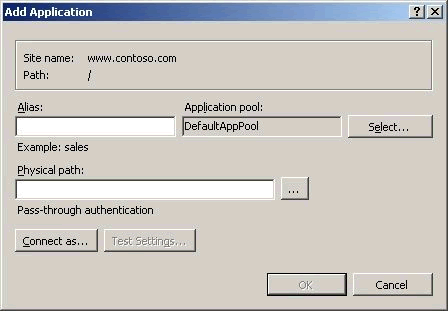 Add Application
Site name: www.contoso.com
Path: /
Alias: Application pool:
DefaultAppPool Select...
Example: sales
Physical path:
...
Pass-through authentication
Connect as... Test Settings...
OK Cancel